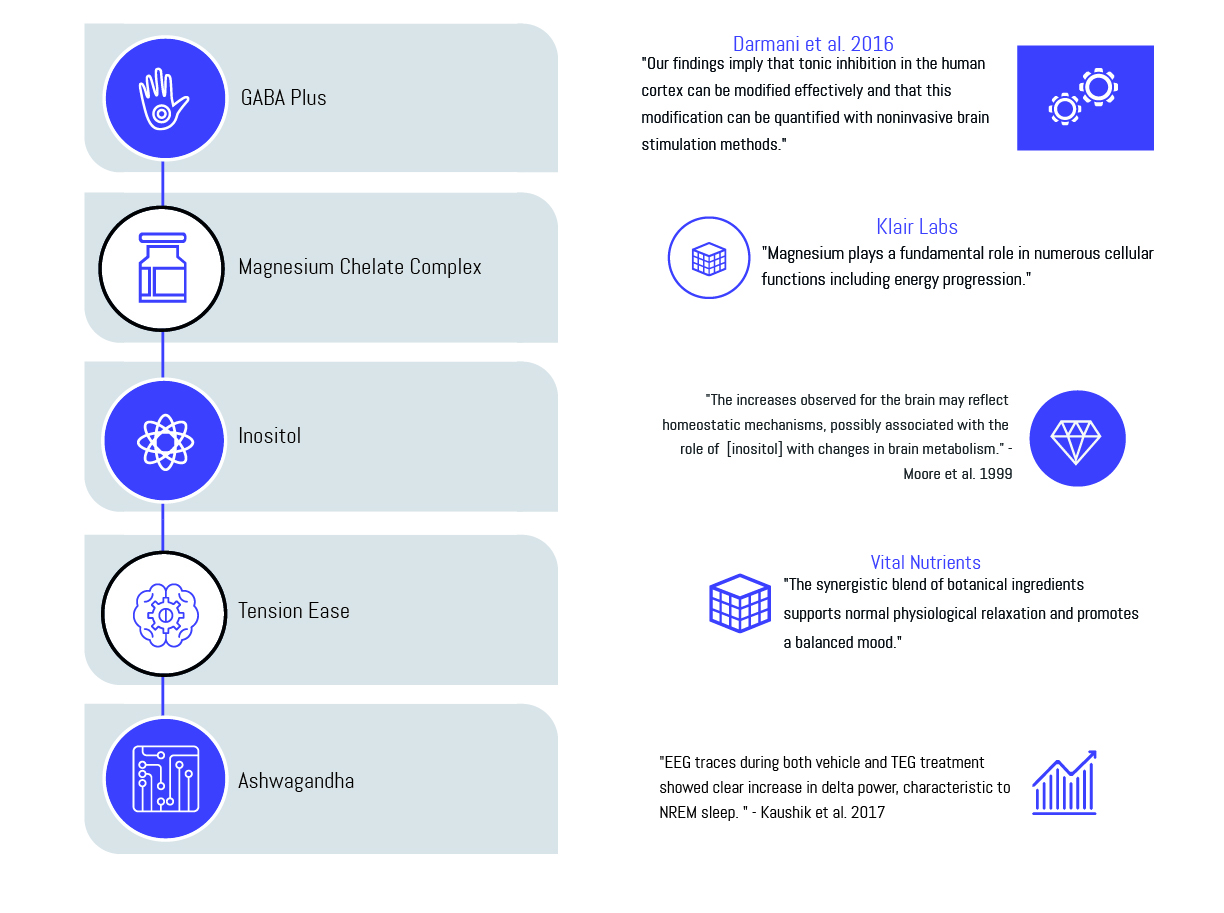 GABA Plus
Darmani et al. 2016
"Our findings imply that tonic inhibition in the human
cortex can be modified effectively and that this
modification can be quantified with noninvasive brain
stimulation methods."
Magnesium Chelate Complex
Klair Labs
"Magnesium plays a fundamental role in numerous cellular
functions including energy progression."
Inositol
"The increases observed for the brain may reflect
homeostatic mechanisms, possibly associated with the
role of [inositol] with changes in brain metabolism." -
Moore et al. 1999
Tension Ease
Vital Nutrients
"The synergistic blend of botanical ingredients
supports normal physiological relaxation and promotes
a balanced mood."
Ashwagandha
"EEG traces during both vehicle and TEG treatment
showed clear increase in delta power, characteristic to
NREM sleep. " - Kaushik et al. 2017